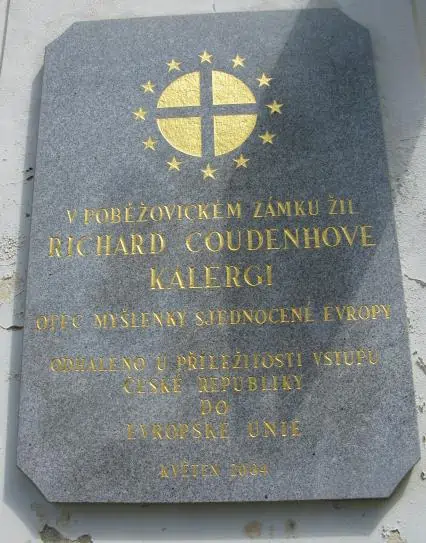 V POBĚŽOVICKÉM ZÁMKU ŽIL
RICHARD COUDENHOVE
KALERGI
OTEC MYŠLENKY SJEDNOCENÉ EVROPY
ODHALENO U PŘÍLEŽITOSTI VSTUPU
ČESKÉ REPUBLIKY
DO
EVROPSKÉ UNIE
KVĚTEN 2004